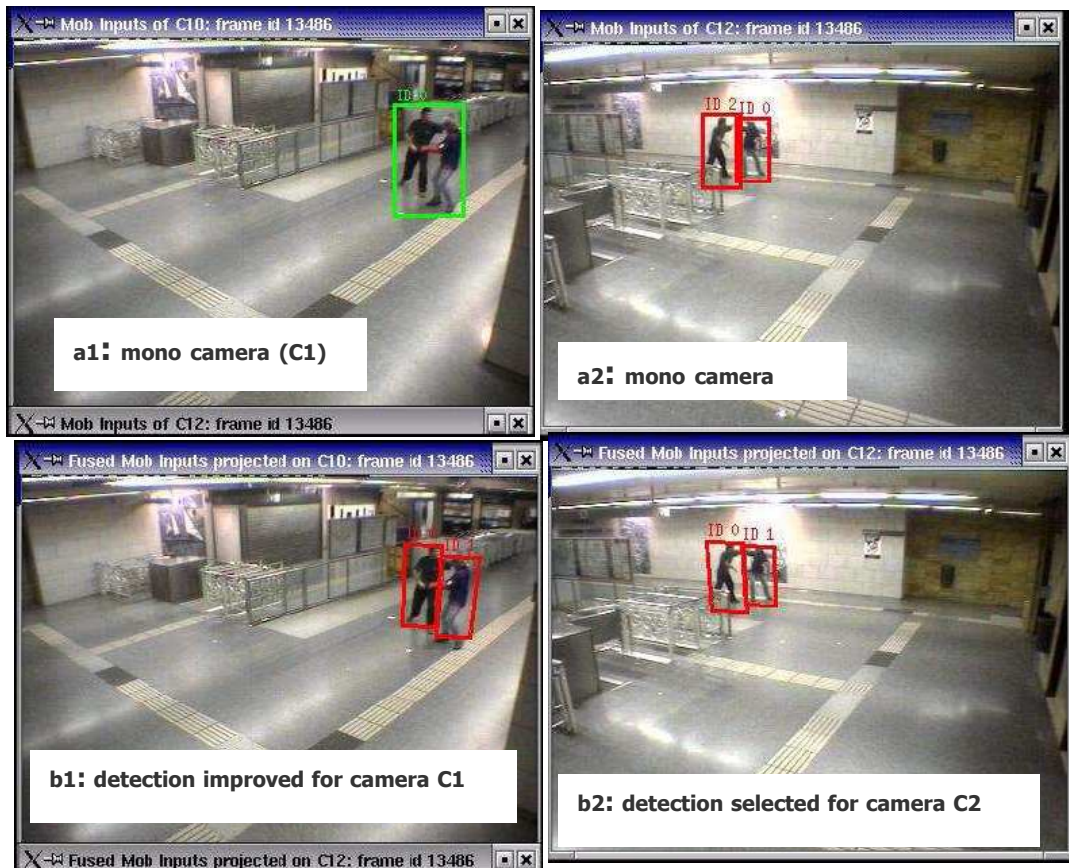 Mob Inputs of C10: frame id 13486
Mob Inputs of C12: frame id 13486
ID 0
ID 2 ID 0
a1: mono camera (C1)
a2: mono camera
Mob Inputs of C12: frame id 13486
Fused Mob Inputs projected on C10: frame id 13486
Fused Mob Inputs projected on C12: frame id 13486
ID ID 1
ID 0 ID 1
b1: detection improved for camera C1
b2: detection selected for camera C2
Fused Mob Inputs projected on C12: frame id 13486